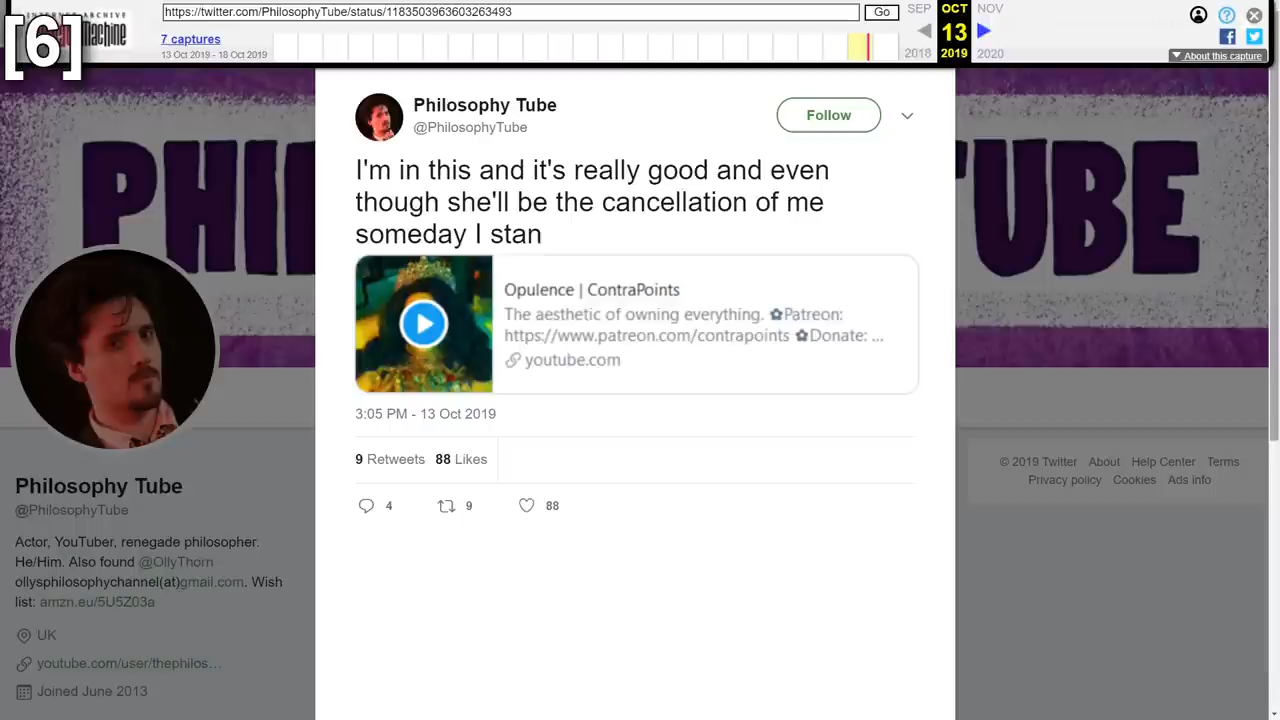 [6]
INTERNET ARCHIVE
Machine
https://twitter.com/PhilosophyTube/status/1183503963603263493
Go
SEP OCT NOV
7 captures
13
13 Oct 2019 - 18 Oct 2019
2018 2019 2020
About this capture
PHI
UBE
Philosophy Tube
@PhilosophyTube
Follow
I'm in this and it's really good and even
though she'll be the cancellation of me
someday I stan
Opulence | ContraPoints
The aesthetic of owning everything. ✿Patreon:
https://www.patreon.com/contrapoints ✿Donate: ...
youtube.com
3:05 PM - 13 Oct 2019
9 Retweets 88 Likes
4 9 88
Philosophy Tube
@PhilosophyTube
Actor, YouTuber, renegade philosopher.
He/Him. Also found @OllyThorn
ollysphilosophychannel(at)gmail.com. Wish
list: amzn.eu/5U5Z03a
UK
youtube.com/user/thephilos…
Joined June 2013
© 2019 Twitter About Help Center Terms
Privacy policy Cookies Ads info